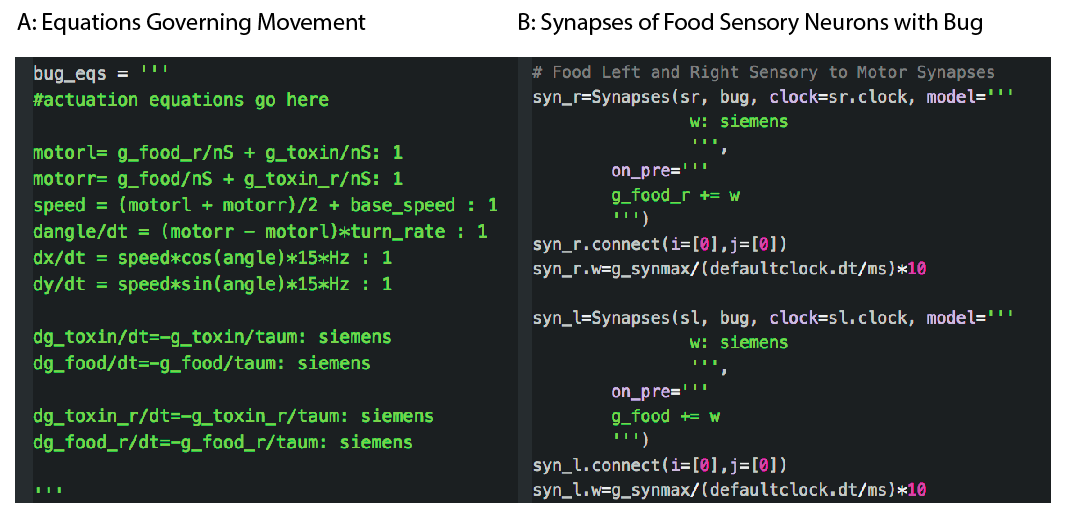 A: Equations Governing Movement
bug_eqs = '''
#actuation equations go here
motorl= g_food_r/nS + g_toxin/nS: 1
motorr= g_food/nS + g_toxin_r/nS: 1
speed = (motorl + motorr)/2 + base_speed : 1
dangle/dt = (motorr - motorl)*turn_rate : 1
dx/dt = speed*cos(angle)*15*Hz : 1
dy/dt = speed*sin(angle)*15*Hz : 1
dg_toxin/dt=-g_toxin/taum: siemens
dg_food/dt=-g_food/taum: siemens
dg_toxin_r/dt=-g_toxin_r/taum: siemens
dg_food_r/dt=-g_food_r/taum: siemens
'''
B: Synapses of Food Sensory Neurons with Bug
# Food Left and Right Sensory to Motor Synapses
syn_r=Synapses(sr, bug, clock=sr.clock, model='''
w: siemens
''',
on_pre='''
g_food_r += w
''')
syn_r.connect(i=[0],j=[0])
syn_r.w=g_synmax/(defaultclock.dt/ms)*10
syn_l=Synapses(sl, bug, clock=sl.clock, model='''
w: siemens
''',
on_pre='''
g_food += w
''')
syn_l.connect(i=[0],j=[0])
syn_l.w=g_synmax/(defaultclock.dt/ms)*10